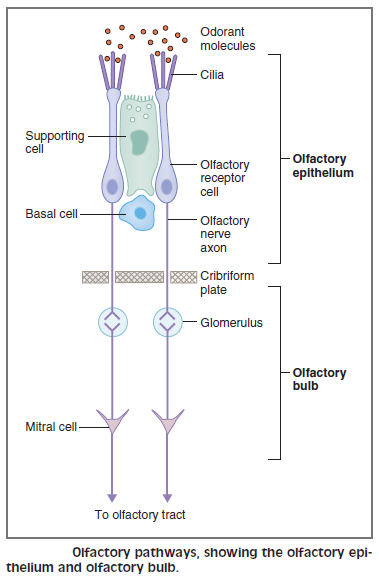 Odorant
molecules
Cilia
Supporting
cell
Olfactory
receptor
cell
Olfactory
epithelium
Basal cell
Olfactory
nerve
axon
Cribriform
plate
Glomerulus
Olfactory
bulb
Mitral cell
To olfactory tract
Olfactory pathways, showing the olfactory epi-
thelium and olfactory bulb.